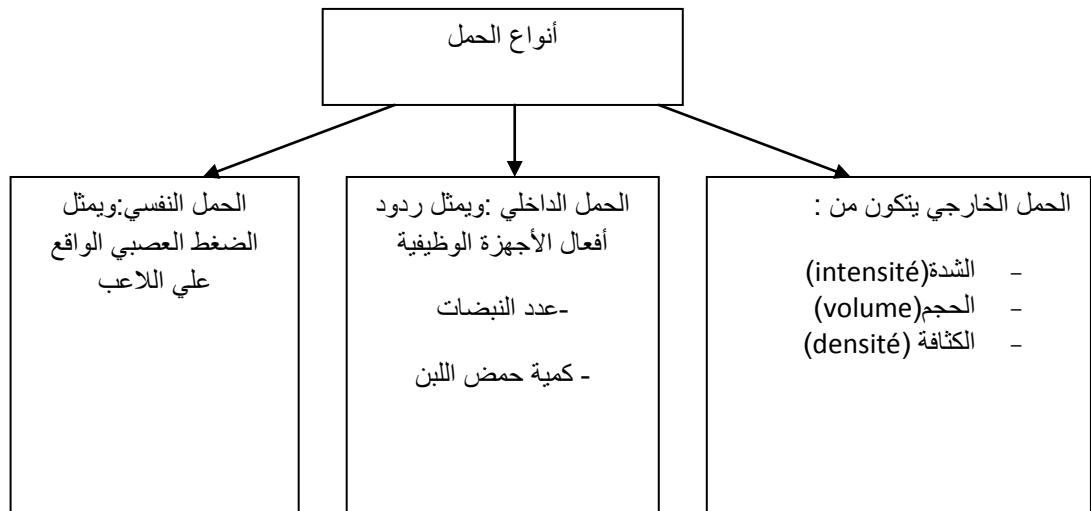 أنواع الحمل
الحمل الخارجي يتكون من :
- الشدة(intensité)
- الحجم(volume)
- الكثافة (densité)
الحمل الداخلي :ويمثل ردود
أفعال الأجهزة الوظيفية
-عدد النبضات
- كمية حمض اللبن
الحمل النفسي:ويمثل
الضغط العصبي الواقع
علي اللاعب